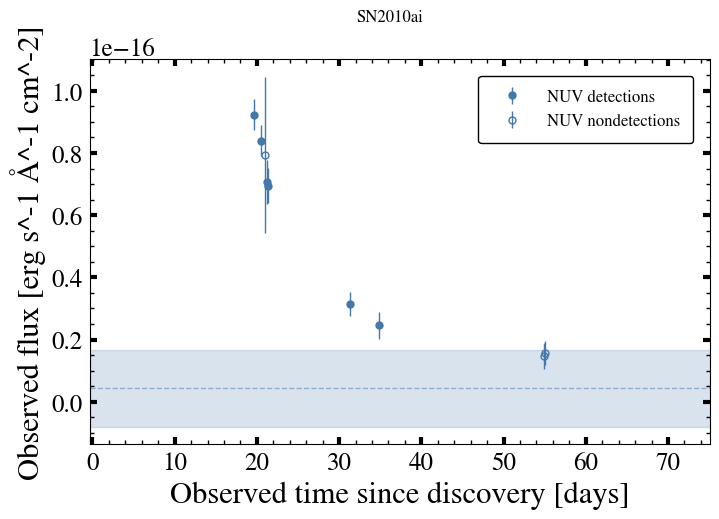 SN2010ai
1e−16
Observed flux [erg s^-1 Å^-1 cm^-2]
1.0
0.8
0.6
0.4
0.2
0.0
NUV detections
NUV nondetections
0 10 20 30 40 50 60 70
Observed time since discovery [days]